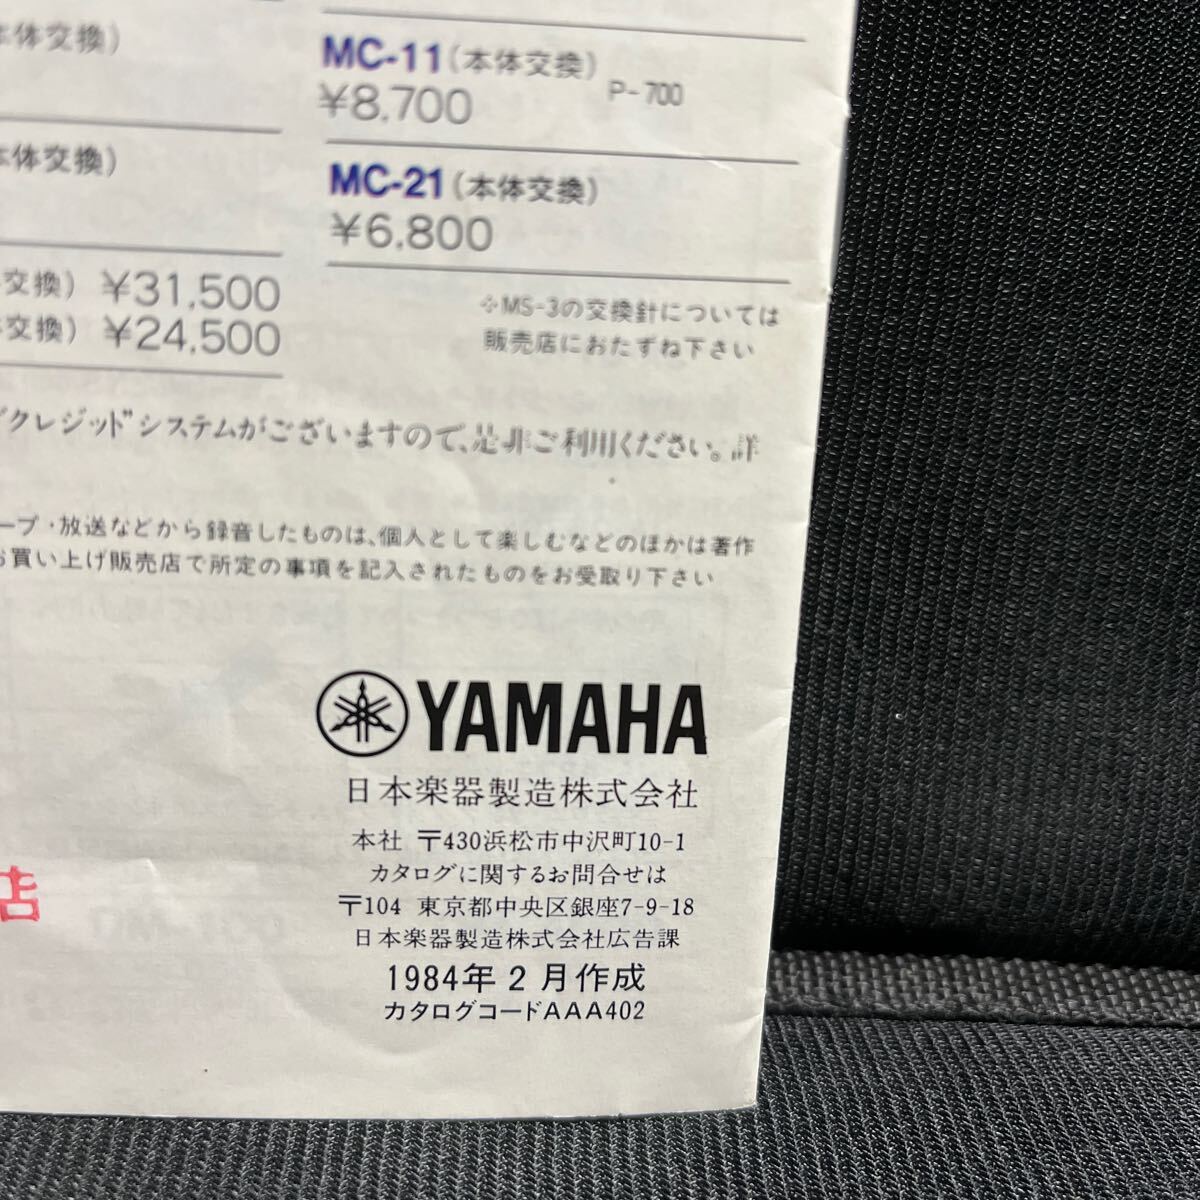 本体交換)
MC-11(本体交換)
¥8,700
P-700
本体交換)
MC-21(本体交換)
¥6,800
交換) ¥31,500
交換) ¥24,500
※MS-3の交換針については
販売店におたずね下さい
クレジット"システムがございますので、是非ご利用ください。詳
ープ・放送などから録音したものは、個人として楽しむなどのほかは著作
お買い上げ販売店で所定の事項を記入されたものをお受取り下さい
YAMAHA
日本楽器製造株式会社
本社 〒430浜松市中沢町10-1
カタログに関するお問合せは
〒104 東京都中央区銀座7-9-18
日本楽器製造株式会社広告課
店
1984年2月作成
カタログコードAAA402